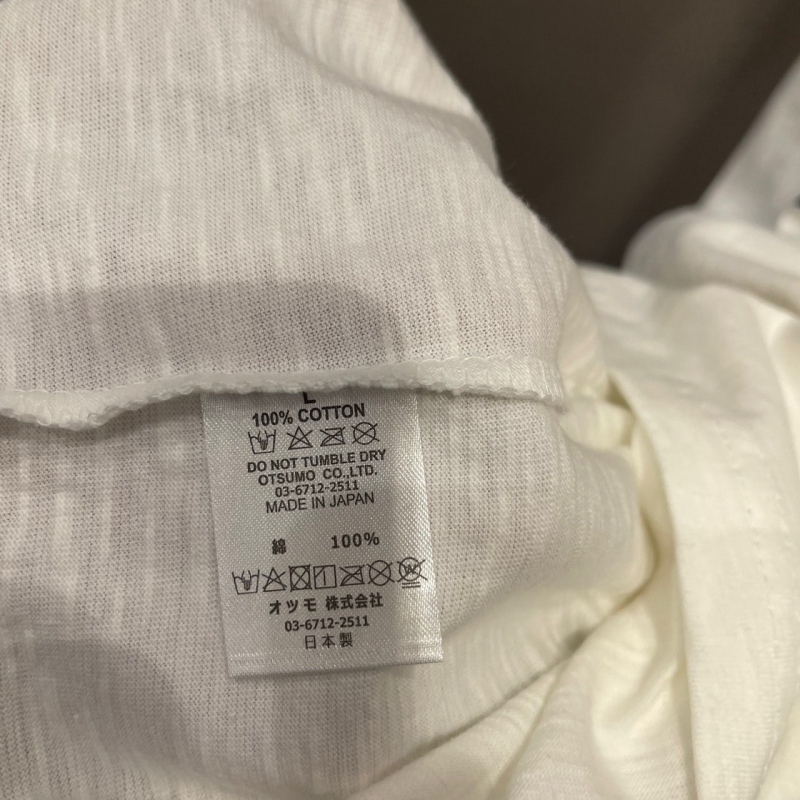 L
100% COTTON
DO NOT TUMBLE DRY
OTSUMO CO.,LTD.
03-6712-2511
MADE IN JAPAN
綿 100%
オツモ 株式会社
03-6712-2511
日本製